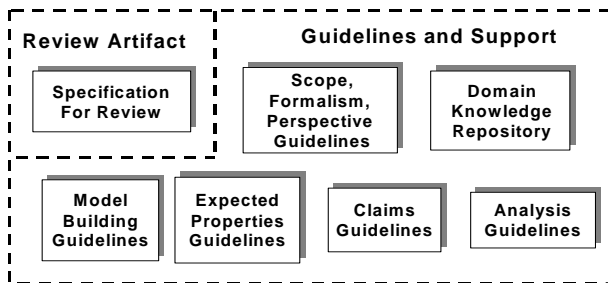 Review Artifact
Specification
For Review
Guidelines and Support
Scope,
Formalism,
Perspective
Guidelines
Domain
Knowledge
Repository
Model
Building
Guidelines
Expected
Properties
Guidelines
Claims
Guidelines
Analysis
Guidelines